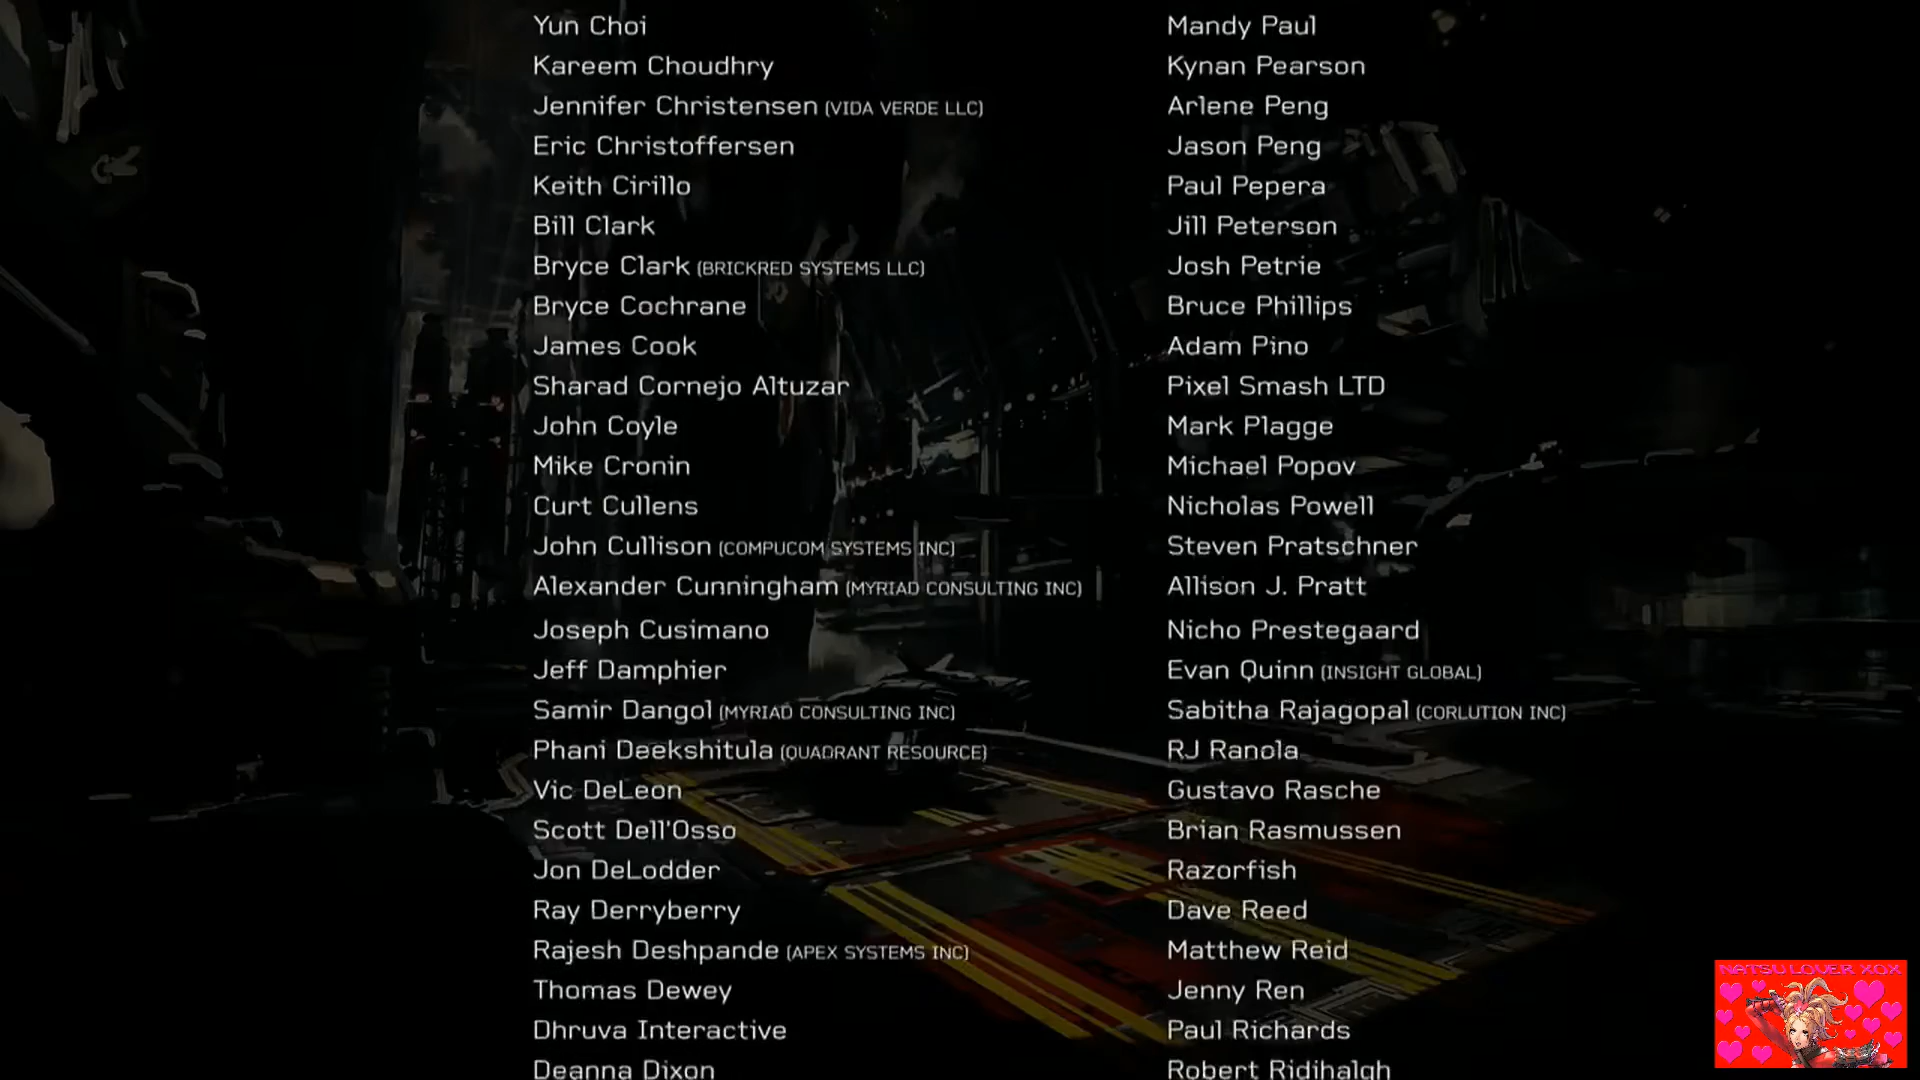 Yun Choi
Kareem Choudhry
Jennifer Christensen (VIDA VERDE LLC)
Eric Christoffersen
Keith Cirillo
Bill Clark
Bryce Clark (BRICKRED SYSTEMS LLC)
Bryce Cochrane
James Cook
Sharad Cornejo Altuzar
John Coyle
Mike Cronin
Curt Cullens
John Cullison (COMPUCOM SYSTEMS INC)
Alexander Cunningham (MYRIAD CONSULTING INC)
Joseph Cusimano
Jeff Damphier
Samir Dangol (MYRIAD CONSULTING INC)
Phani Deekshitula (QUADRANT RESOURCE)
Vic DeLeon
Scott Dell'Osso
Jon DeLodder
Ray Derryberry
Rajesh Deshpande (APEX SYSTEMS INC)
Thomas Dewey
Dhruva Interactive
Deanna Dixon
Mandy Paul
Kynan Pearson
Arlene Peng
Jason Peng
Paul Pepera
Jill Peterson
Josh Petrie
Bruce Phillips
Adam Pino
Pixel Smash LTD
Mark Plagge
Michael Popov
Nicholas Powell
Steven Pratschner
Allison J. Pratt
Nicho Prestegaard
Evan Quinn (INSIGHT GLOBAL)
Sabitha Rajagopal (CORLUTION INC)
RJ Ranola
Gustavo Rasche
Brian Rasmussen
Razorfish
Dave Reed
Matthew Reid
Jenny Ren
Paul Richards
Robert Ridihalgh
NATSU LOVER XOX